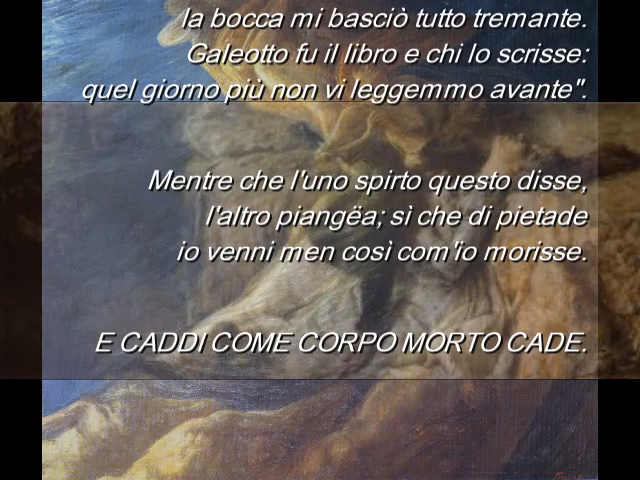 la bocca mi basciò tutto tremante.
Galeotto fu il libro e chi lo scrisse:
quel giorno più non vi leggemmo avante".
Mentre che l'uno spirto questo disse,
l'altro piangëa; sì che di pietade
io venni men così com'io morisse.
E CADDI COME CORPO MORTO CADE.